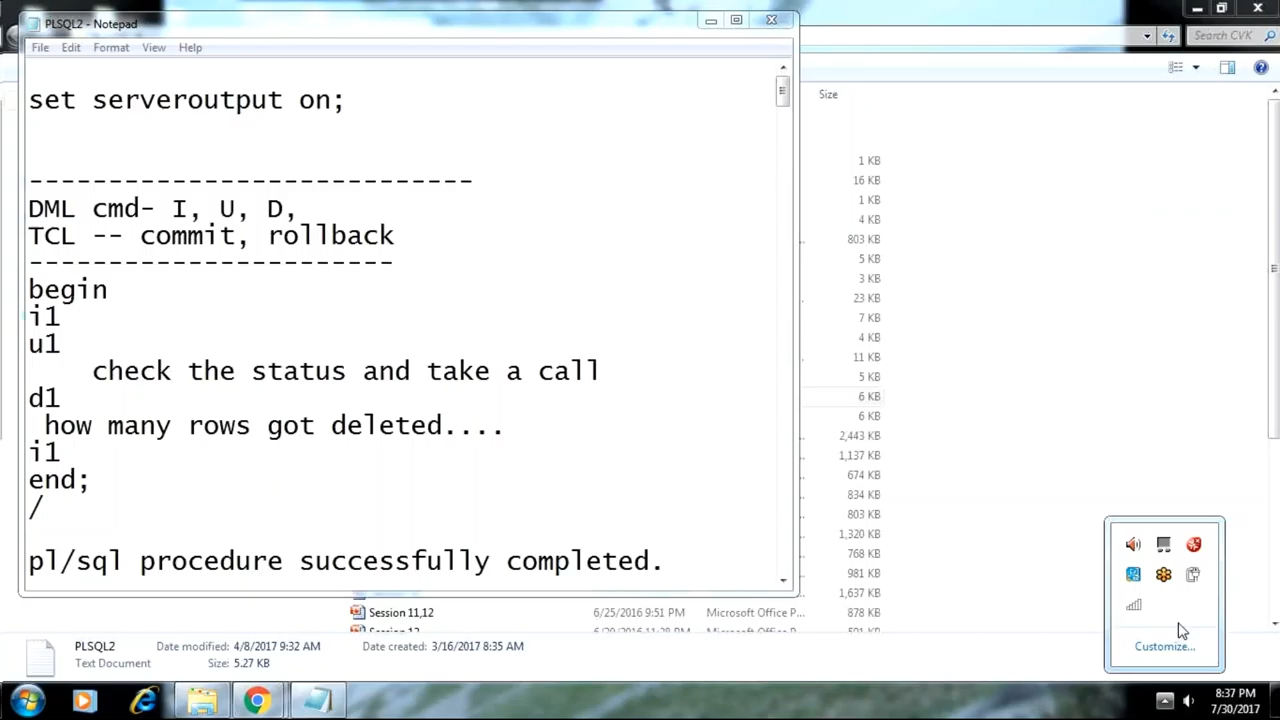 PLSQL2 - Notepad
Search CVK
File Edit Format View Help
Size
set serveroutput on;
----------------------------
DML cmd- I, U, D,
TCL -- commit, rollback
-----------------------
begin
i1
u1
check the status and take a call
d1
how many rows got deleted....
i1
end;
/
pl/sql procedure successfully completed.
1 KB
16 KB
1 KB
4 KB
803 KB
5 KB
3 KB
23 KB
7 KB
4 KB
11 KB
5 KB
6 KB
6 KB
2,443 KB
1,137 KB
674 KB
834 KB
803 KB
1,320 KB
768 KB
981 KB
1,637 KB
Session 11,12 6/25/2016 9:51 PM Microsoft Office P... 878 KB
PLSQL2 Date modified: 4/8/2017 9:32 AM Date created: 3/16/2017 8:35 AM
Text Document Size: 5.27 KB
Customize...
8:37 PM
7/30/2017